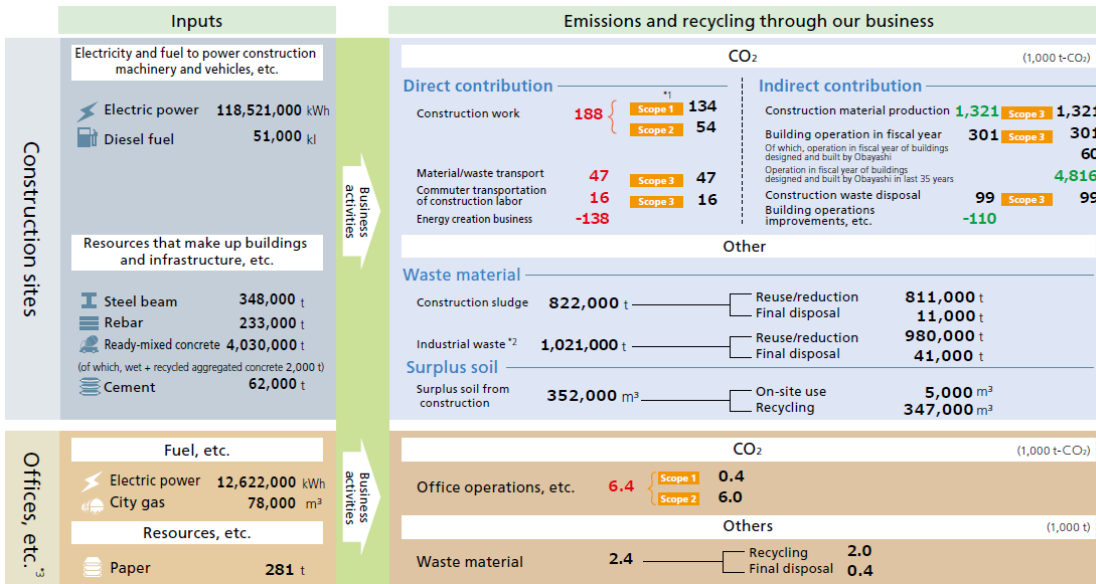 Inputs
Emissions and recycling through our business
Construction sites
Electricity and fuel to power construction
machinery and vehicles, etc.
Electric power 118,521,000 kWh
Diesel fuel 51,000 kl
Resources that make up buildings
and infrastructure, etc.
Steel beam 348,000 t
Rebar 233,000 t
Ready-mixed concrete 4,030,000 t
(of which, wet + recycled aggregated concrete 2,000 t)
Cement 62,000 t
Business
activities
CO₂ (1,000 t-CO₂)
Direct contribution
*1
Construction work 188 Scope 1 134
Scope 2 54
Material/waste transport 47 Scope 3 47
Commuter transportation
of construction labor 16 Scope 3 16
Energy creation business -138
Indirect contribution
Construction material production 1,321 Scope 3 1,321
Building operation in fiscal year 301 Scope 3 301
Of which, operation in fiscal year of buildings
designed and built by Obayashi 60
Operation in fiscal year of buildings
designed and built by Obayashi in last 35 years 4,816
Construction waste disposal 99 Scope 3 99
Building operations
improvements, etc. -110
Other
Waste material
Construction sludge 822,000 t Reuse/reduction 811,000 t
Final disposal 11,000 t
Industrial waste *2 1,021,000 t Reuse/reduction 980,000 t
Final disposal 41,000 t
Surplus soil
Surplus soil from
construction 352,000 m³ On-site use 5,000 m³
Recycling 347,000 m³
Offices, etc. *3
Fuel, etc.
Electric power 12,622,000 kWh
City gas 78,000 m³
Resources, etc.
Paper 281 t
Business
activities
CO₂ (1,000 t-CO₂)
Office operations, etc. 6.4 Scope 1 0.4
Scope 2 6.0
Others (1,000 t)
Waste material 2.4 Recycling 2.0
Final disposal 0.4